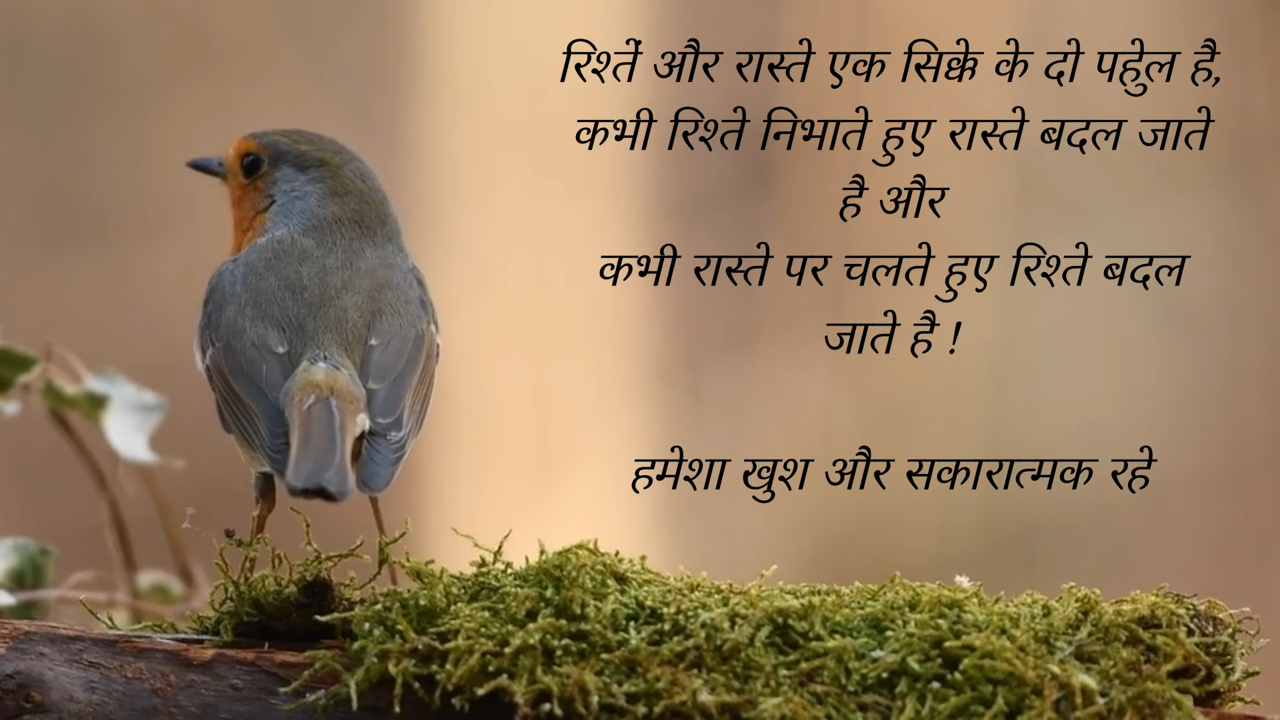 रिश्तें और रास्ते एक सिक्के के दो पहेुल है,
कभी रिश्ते निभाते हुए रास्ते बदल जाते
है और
कभी रास्ते पर चलते हुए रिश्ते बदल
जाते है !
हमेशा खुश और सकारात्मक रहे